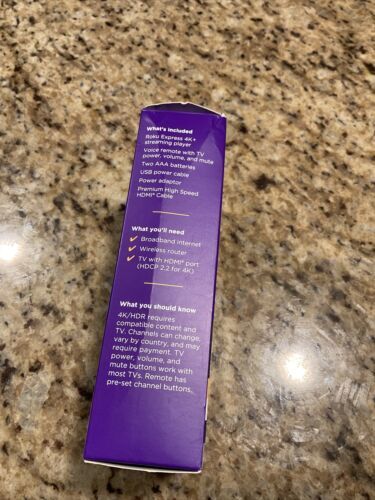 What's included
Roku Express 4K+
streaming player
Voice remote with TV
power, volume, and mute
Two AAA batteries
USB power cable
Power adaptor
Premium High Speed
HDMI® Cable
What you'll need
Broadband internet
Wireless router
TV with HDMI® port
(HDCP 2.2 for 4K)
What you should know
4K/HDR requires
compatible content and
TV. Channels can change,
vary by country, and may
require payment. TV
power, volume, and
mute buttons work with
most TVs. Remote has
pre-set channel buttons.